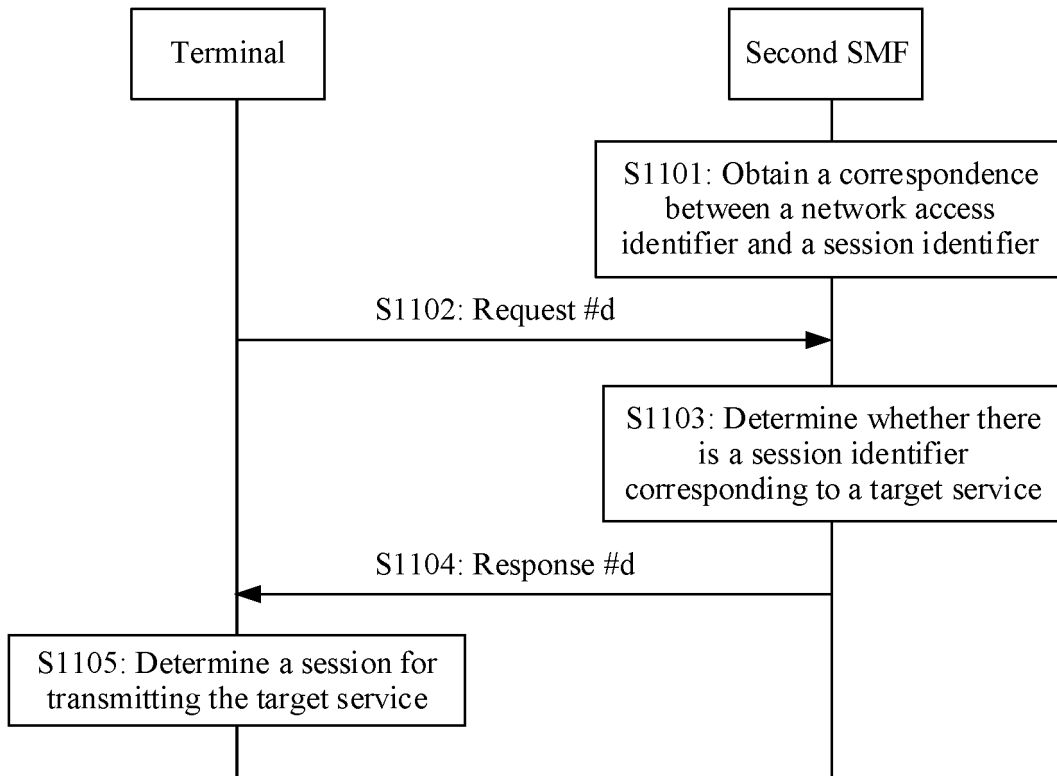 Terminal
Second SMF
S1101: Obtain a correspondence
between a network access
identifier and a session identifier
S1102: Request #d
S1103: Determine whether there
is a session identifier
corresponding to a target service
S1104: Response #d
S1105: Determine a session for
transmitting the target service